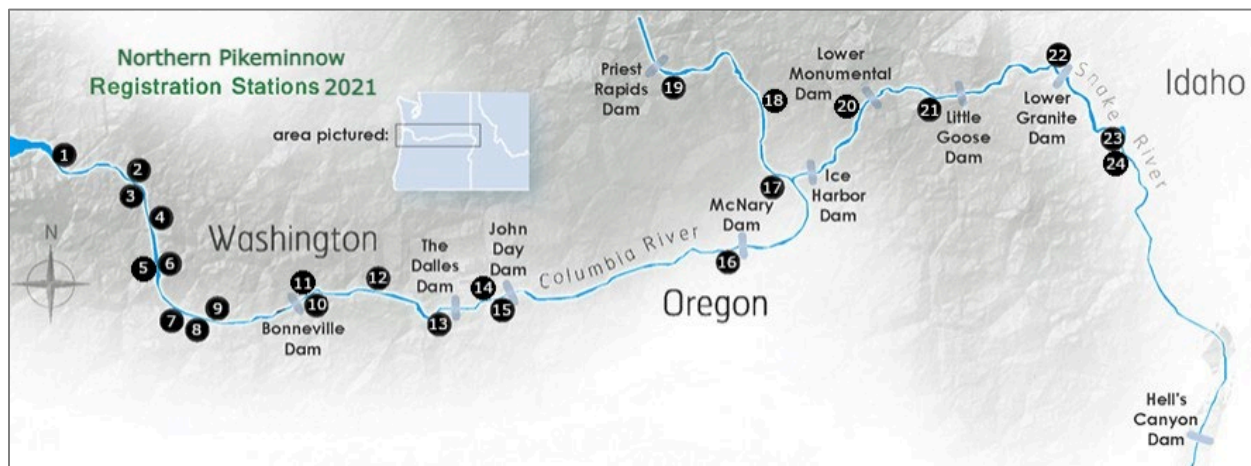 Northern Pikeminnow
Registration Stations 2021
area pictured:
N
Washington
Oregon
Idaho
Columbia River
Snake River
Priest
Rapids
Dam
Lower
Monumental
Dam
Little
Goose
Dam
Lower
Granite
Dam
Ice
Harbor
Dam
McNary
Dam
John
Day
Dam
The
Dalles
Dam
Bonneville
Dam
Hell's
Canyon
Dam
1
2
3
4
5
6
7
8
9
10
11
12
13
14
15
16
17
18
19
20
21
22
23
24